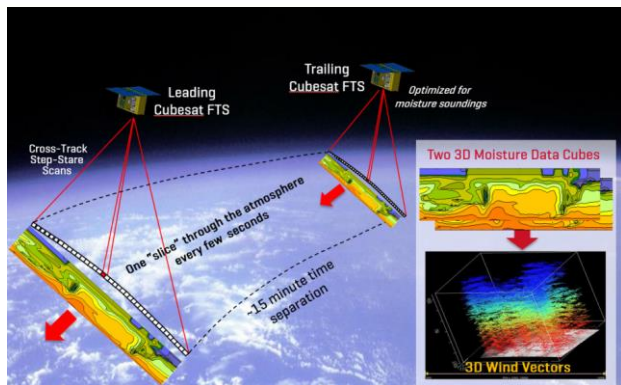 Leading
Cubesat FTS
Trailing
Cubesat FTS
Optimized for
moisture soundings
Cross-Track
Step-Stare
Scans
One "slice" through the atmosphere
every few seconds
~15 minute time
separation
Two 3D Moisture Data Cubes
3D Wind Vectors